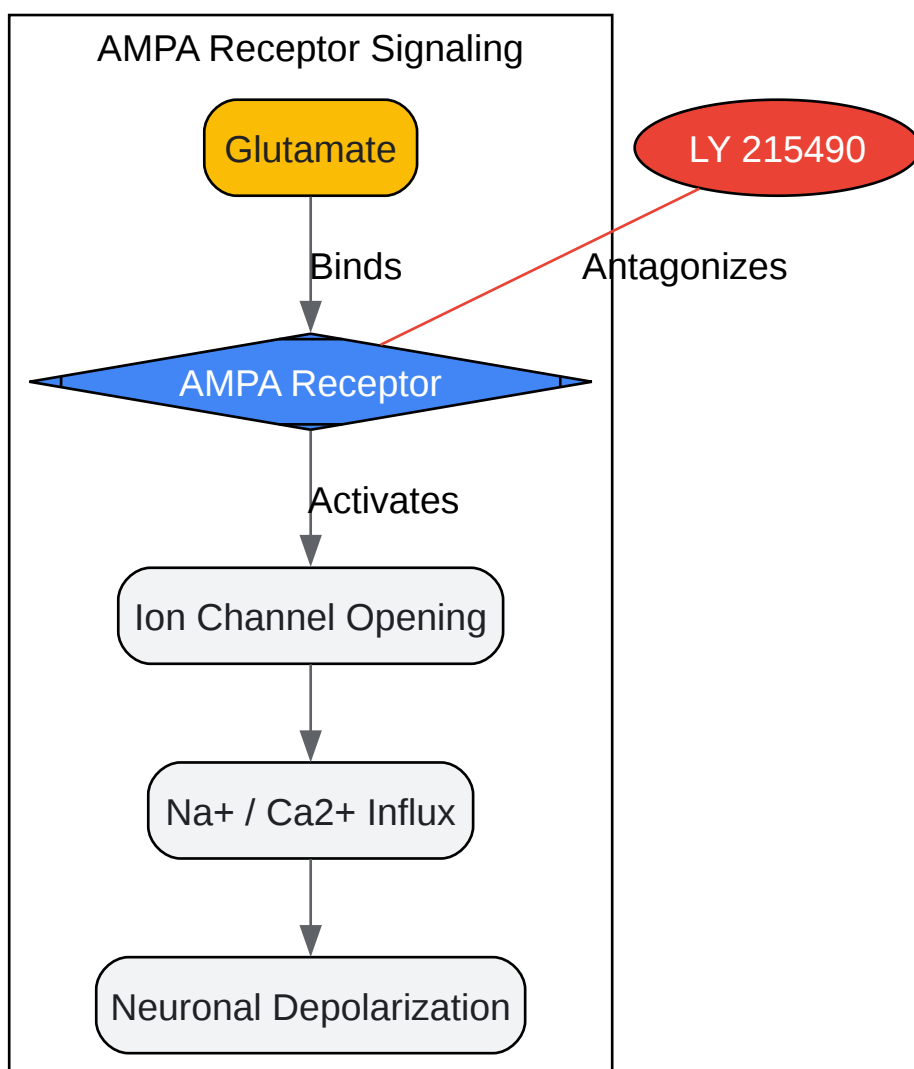 AMPA Receptor Signaling
Glutamate
LY 215490
Binds
Antagonizes
AMPA Receptor
Activates
Ion Channel Opening
Na+ / Ca2+ Influx
Neuronal Depolarization